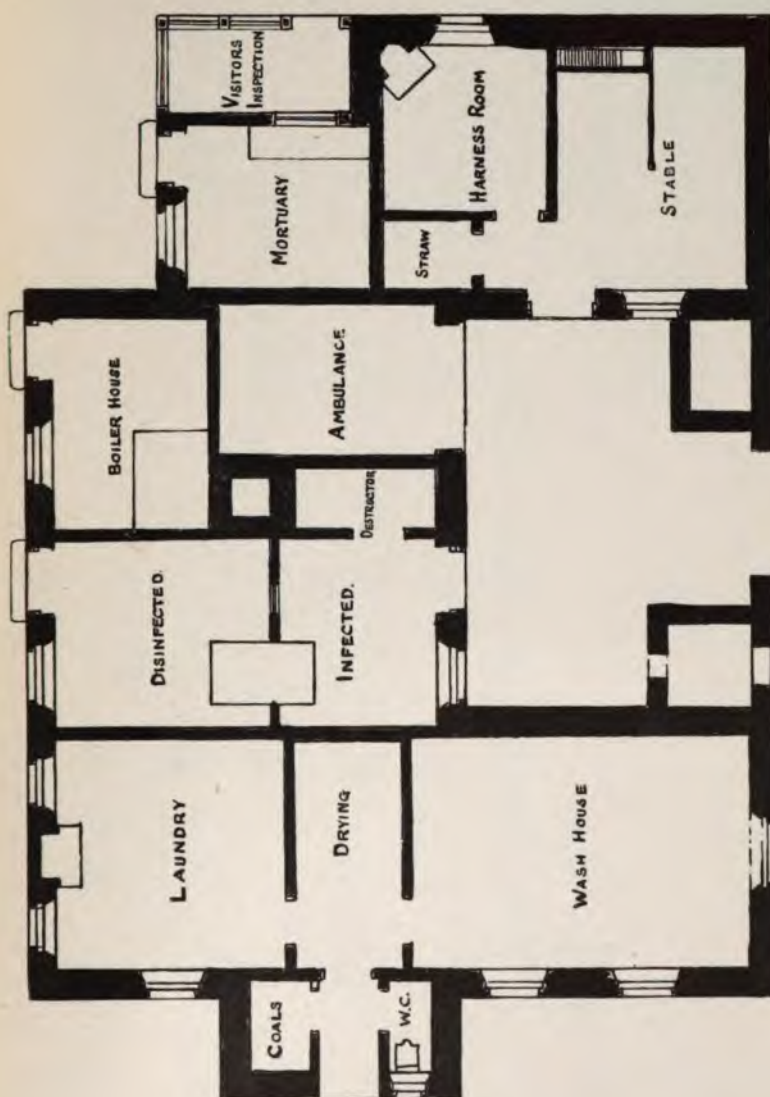 VISITORS
INSPECTION
MORTUARY
HARNESS ROOM
STRAW
STABLE
BOILER HOUSE
AMBULANCE
DESTRUCTOR
DISINFECTED.
INFECTED.
LAUNDRY
DRYING
WASH HOUSE
COALS
W.C.